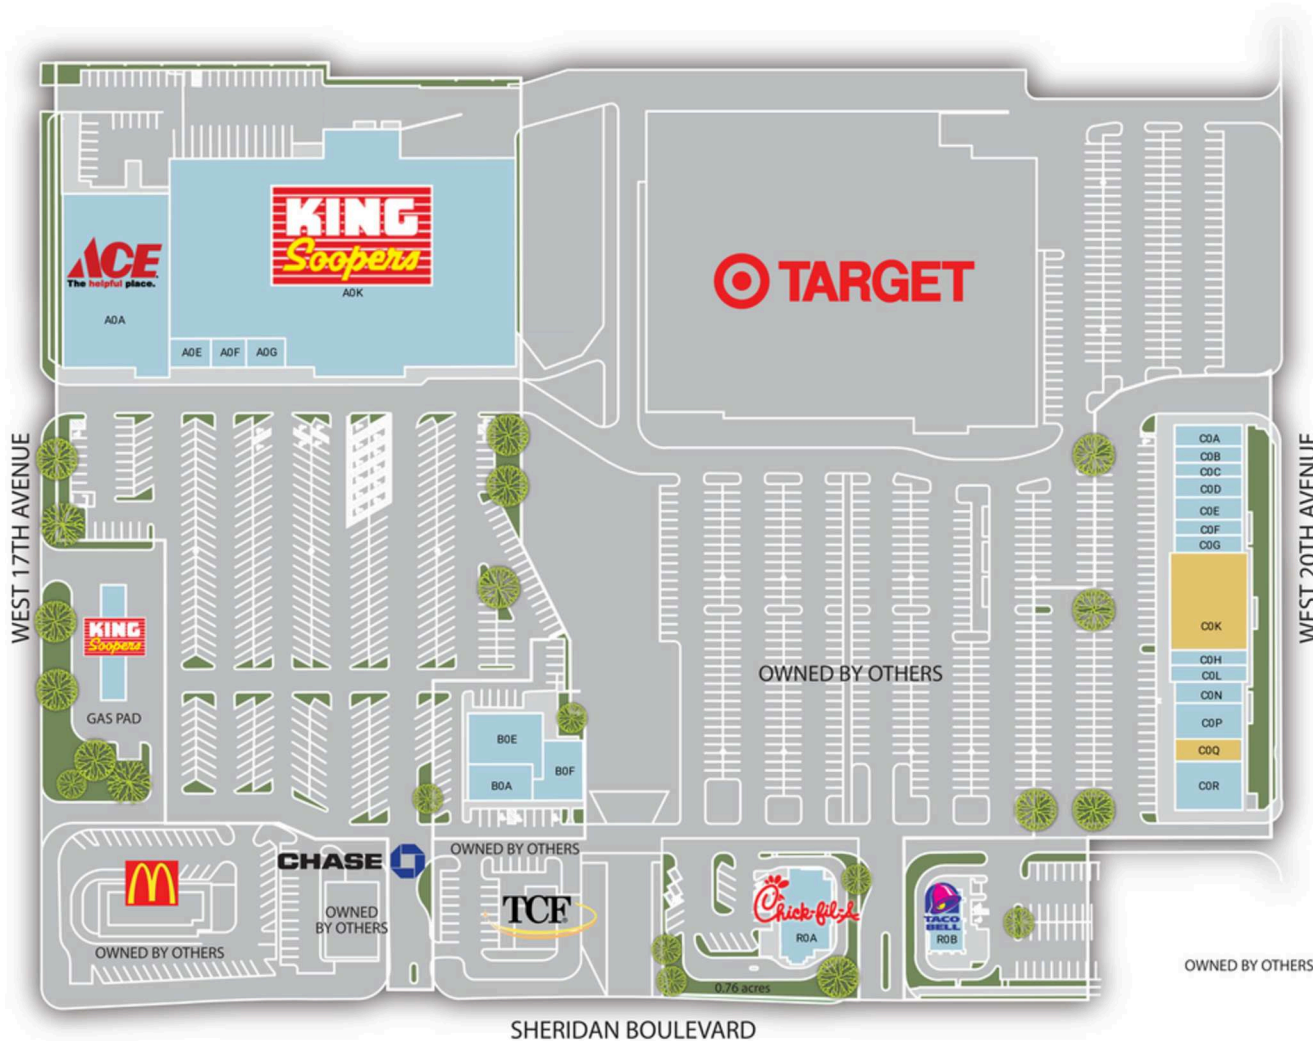 KING
Soopers
A0K
ACE
The helpful place.
A0A
A0E
A0F
A0G
TARGET
WEST 17TH AVENUE
WEST 20TH AVENUE
C0A
C0B
C0C
C0D
C0E
C0F
C0G
C0K
C0H
C0L
C0N
C0P
C0Q
C0R
KING
Soopers
GAS PAD
OWNED BY OTHERS
B0E
B0A
B0F
OWNED BY OTHERS
CHASE
OWNED
BY OTHERS
M
OWNED BY OTHERS
TCF
Chick-fil-A
R0A
0.76 acres
TACO
BELL
R0B
OWNED BY OTHERS
SHERIDAN BOULEVARD